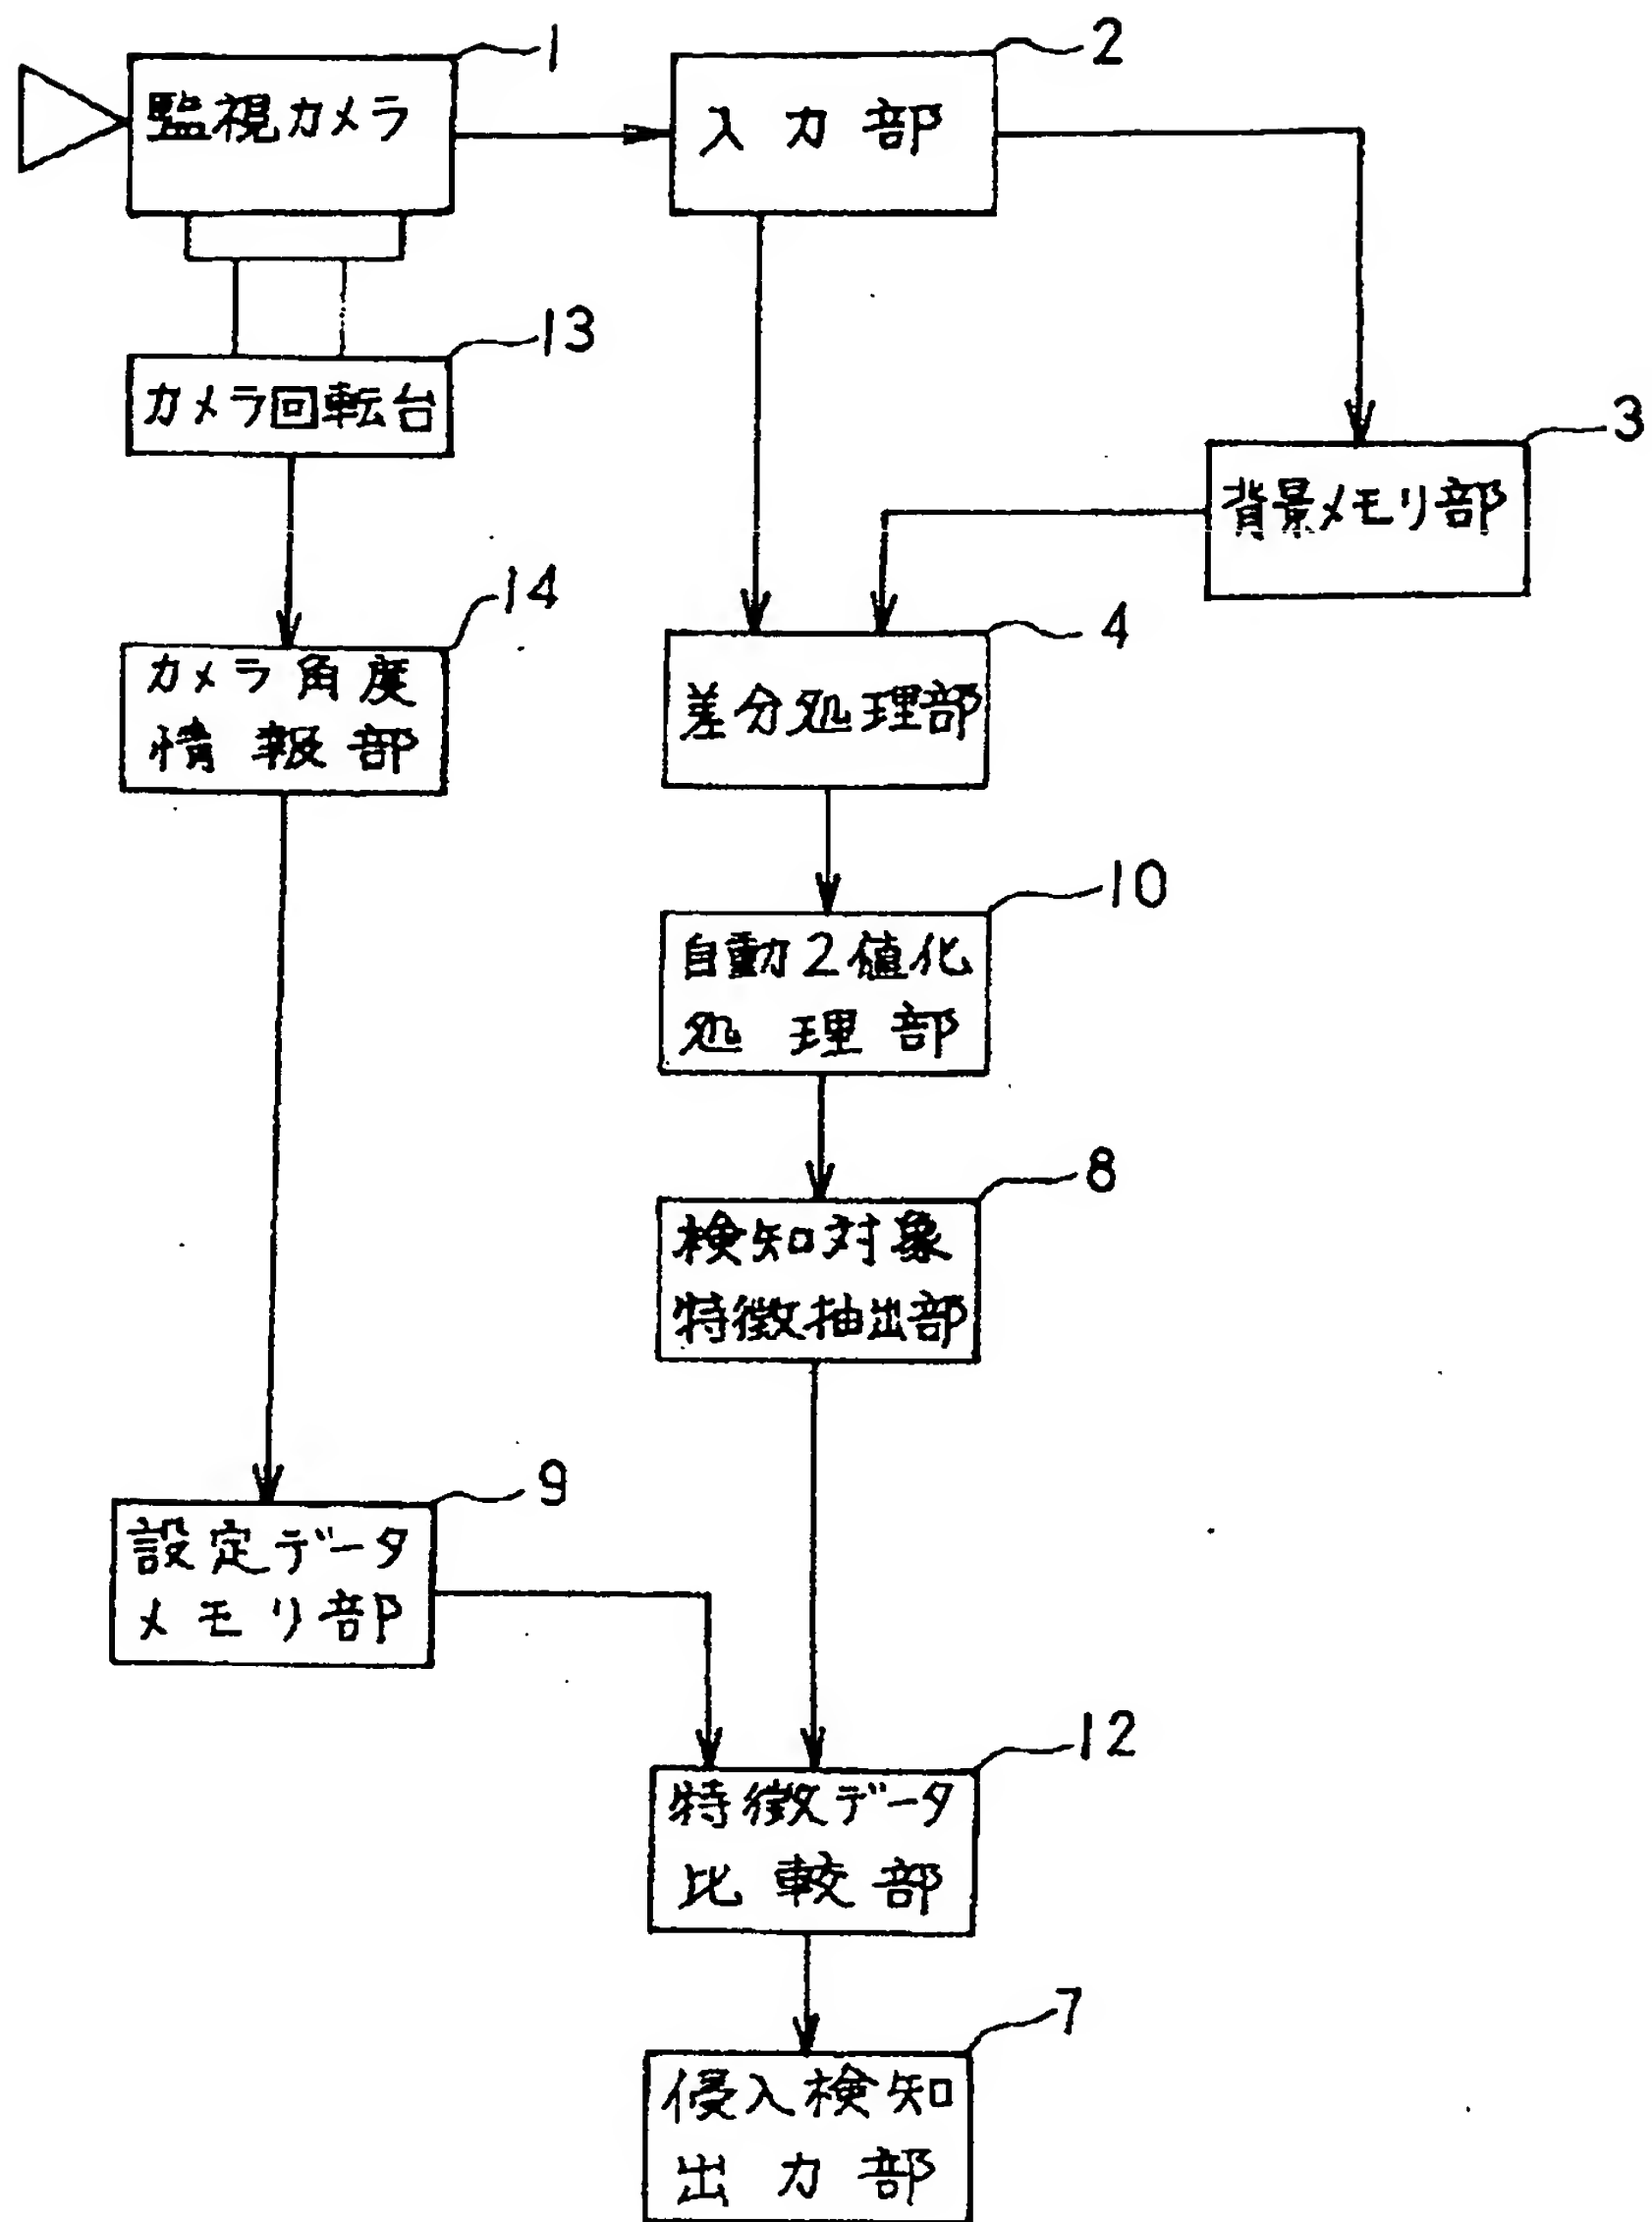 1
監視カメラ
2
入力部
13
カメラ回転台
3
背景メモリ部
14
カメラ角度
情報部
4
差分処理部
10
自動2値化
処理部
8
検知対象
特徴抽出部
9
設定データ
メモリ部
12
特徴データ
比較部
7
侵入検知
出力部